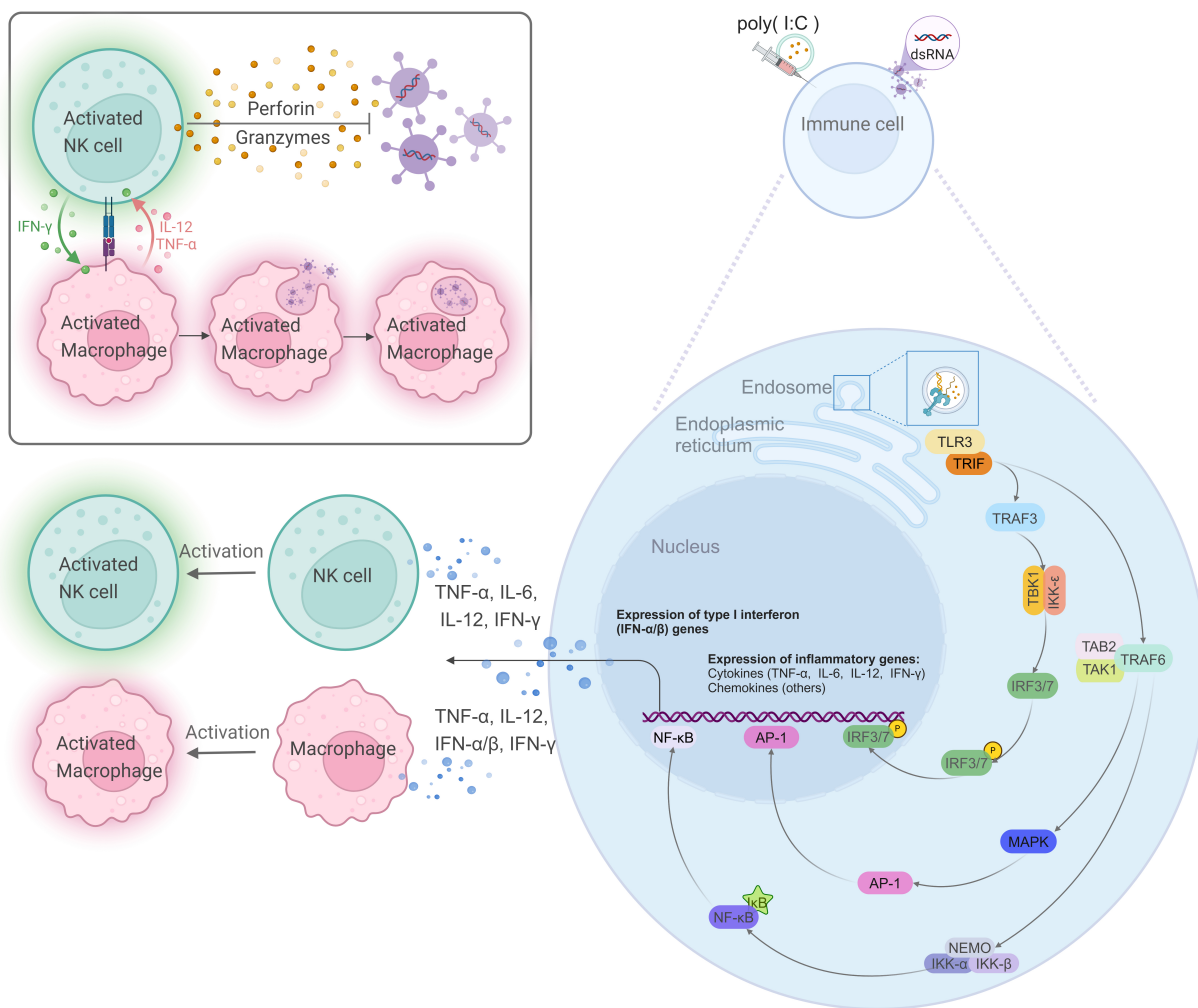 poly( I:C)
dsRNA
Immune cell
Activated
NK cell
Perforin
Granzymes
IFN-γ
IL-12
TNF-α
Activated
Macrophage
Activated
Macrophage
Activated
Macrophage
Endosome
Endoplasmic
reticulum
TLR3
TRIF
TRAF3
TBK1
IKK-ε
TAB2
TAK1
TRAF6
IRF3/7
IRF3/7
P
Nucleus
Expression of type I interferon
(IFN-α/β) genes
Expression of inflammatory genes:
Cytokines (TNF-α, IL-6, IL-12, IFN-γ)
Chemokines (others)
NF-κB
AP-1
IRF3/7
P
MAPK
AP-1
IκB
NF-κB
NEMO
IKK-α
IKK-β
Activated
NK cell
Activation
NK cell
TNF-α, IL-6,
IL-12, IFN-γ
Activated
Macrophage
Activation
Macrophage
TNF-α, IL-12,
IFN-α/β, IFN-γ